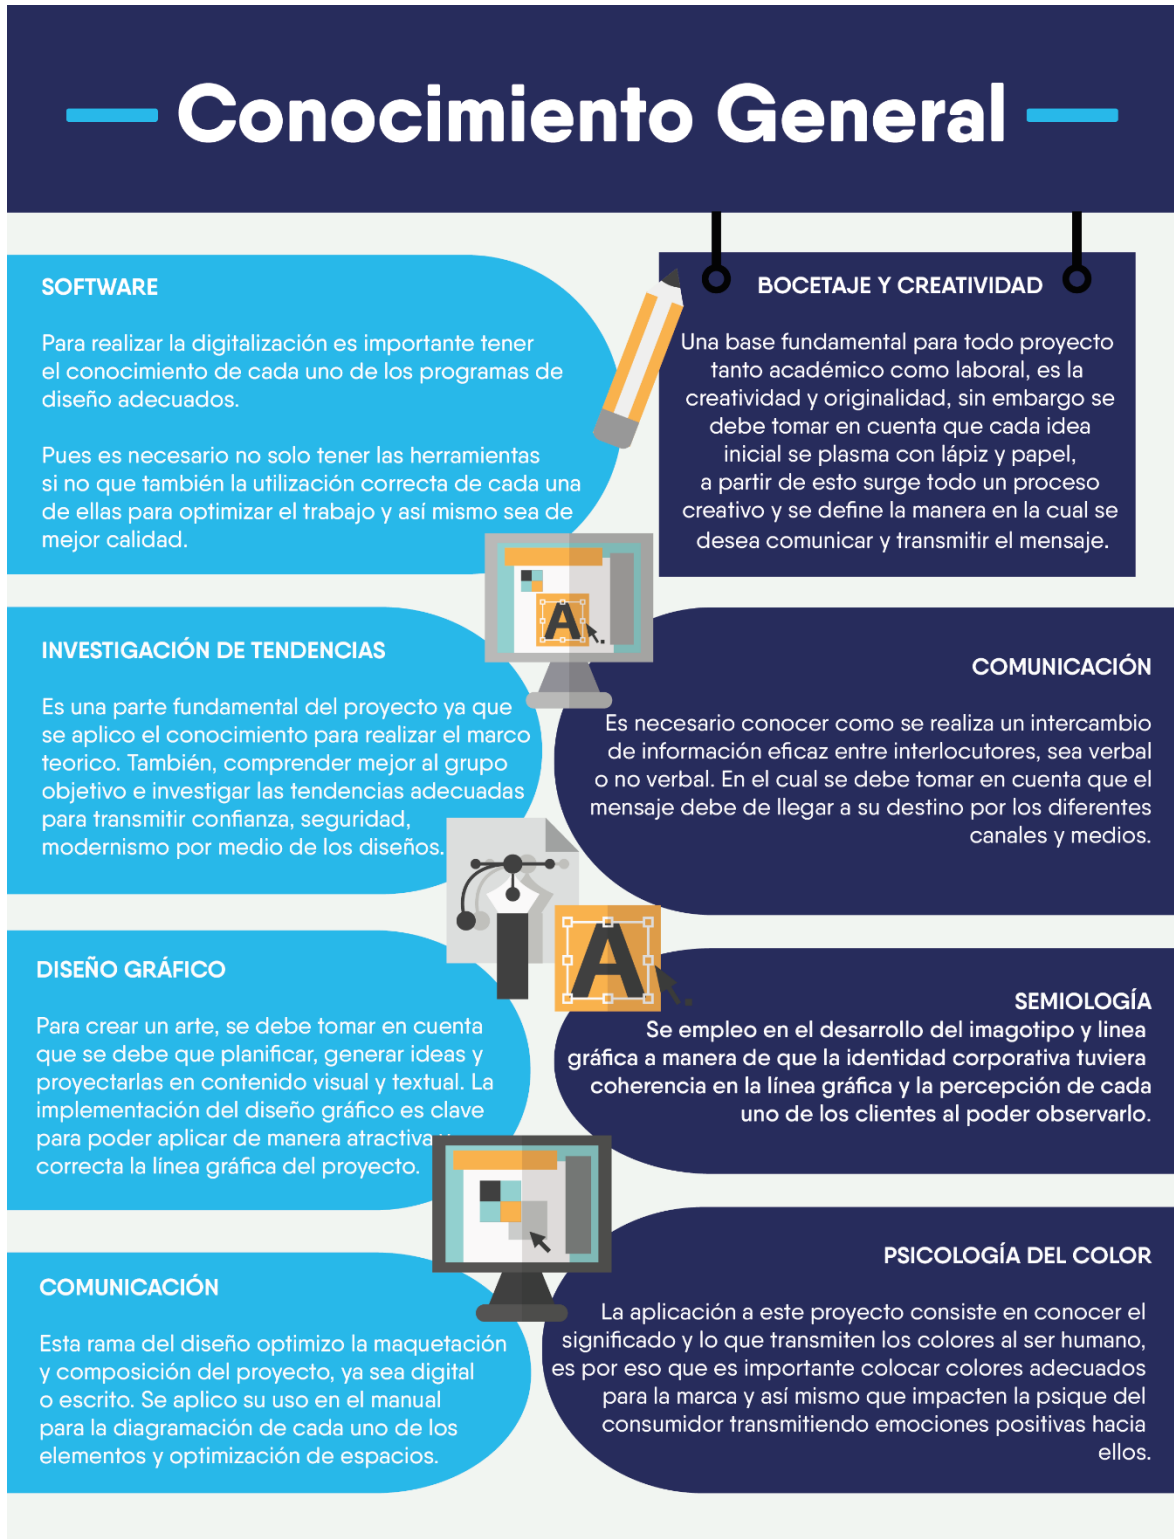 Conocimiento General
SOFTWARE
Para realizar la digitalización es importante tener
el conocimiento de cada uno de los programas de
diseño adecuados.
Pues es necesario no solo tener las herramientas
si no que también la utilización correcta de cada una
de ellas para optimizar el trabajo y así mismo sea de
mejor calidad.
BOCETAJE Y CREATIVIDAD
Una base fundamental para todo proyecto
tanto académico como laboral, es la
creatividad y originalidad, sin embargo se
debe tomar en cuenta que cada idea
inicial se plasma con lápiz y papel,
a partir de esto surge todo un proceso
creativo y se define la manera en la cual se
desea comunicar y transmitir el mensaje.
INVESTIGACIÓN DE TENDENCIAS
Es una parte fundamental del proyecto ya que
se aplico el conocimiento para realizar el marco
teorico. También, comprender mejor al grupo
objetivo e investigar las tendencias adecuadas
para transmitir confianza, seguridad,
modernismo por medio de los diseños.
COMUNICACIÓN
Es necesario conocer como se realiza un intercambio
de información eficaz entre interlocutores, sea verbal
o no verbal. En el cual se debe tomar en cuenta que el
mensaje debe de llegar a su destino por los diferentes
canales y medios.
DISEÑO GRÁFICO
Para crear un arte, se debe tomar en cuenta
que se debe que planificar, generar ideas y
proyectarlas en contenido visual y textual. La
implementación del diseño gráfico es clave
para poder aplicar de manera atractiva
correcta la línea gráfica del proyecto.
SEMIOLOGÍA
Se empleo en el desarrollo del imagotipo y linea
gráfica a manera de que la identidad corporativa tuviera
coherencia en la línea gráfica y la percepción de cada
uno de los clientes al poder observarlo.
COMUNICACIÓN
Esta rama del diseño optimizo la maquetación
y composición del proyecto, ya sea digital
o escrito. Se aplico su uso en el manual
para la diagramación de cada uno de los
elementos y optimización de espacios.
PSICOLOGÍA DEL COLOR
La aplicación a este proyecto consiste en conocer el
significado y lo que transmiten los colores al ser humano,
es por eso que es importante colocar colores adecuados
para la marca y así mismo que impacten la psique del
consumidor transmitiendo emociones positivas hacia
ellos.
A
A